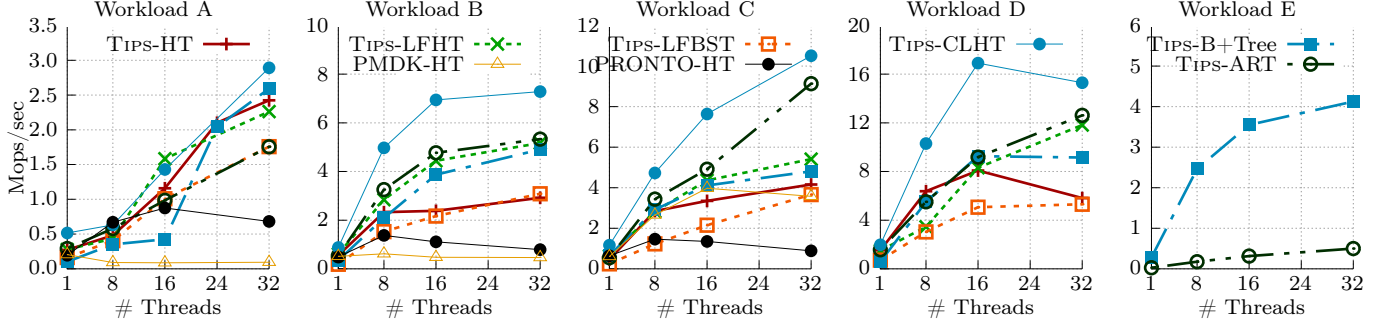 Workload A
Mops/sec
3.5
3.0
2.5
2.0
1.5
1.0
0.5
0.0
TIPS-HT
1 8 16 24 32
# Threads
Workload B
10
8
6
4
2
0
TIPS-LFHT
PMDK-HT
1 8 16 24 32
# Threads
Workload C
12
10
8
6
4
2
0
TIPS-LFBST
PRONTO-HT
1 8 16 24 32
# Threads
Workload D
20
16
12
8
4
0
TIPS-CLHT
1 8 16 24 32
# Threads
Workload E
6
5
4
3
2
1
0
TIPS-B+Tree
TIPS-ART
1 8 16 24 32
# Threads